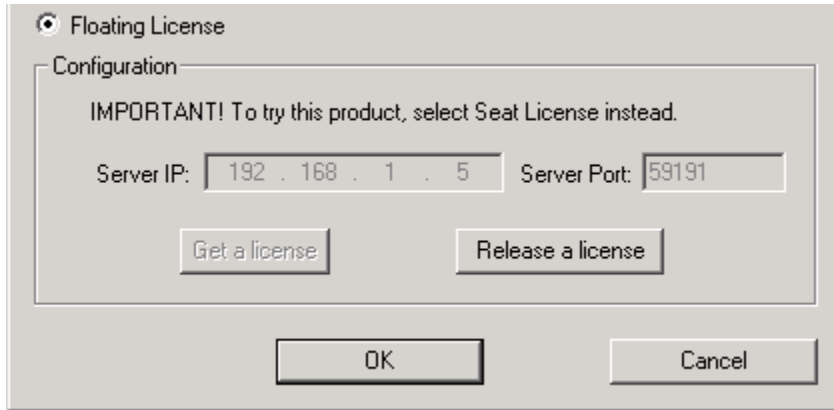 Floating License
Configuration
IMPORTANT! To try this product, select Seat License instead.
Server IP: 192 . 168 . 1 . 5 Server Port: 59191
Get a license Release a license
OK Cancel